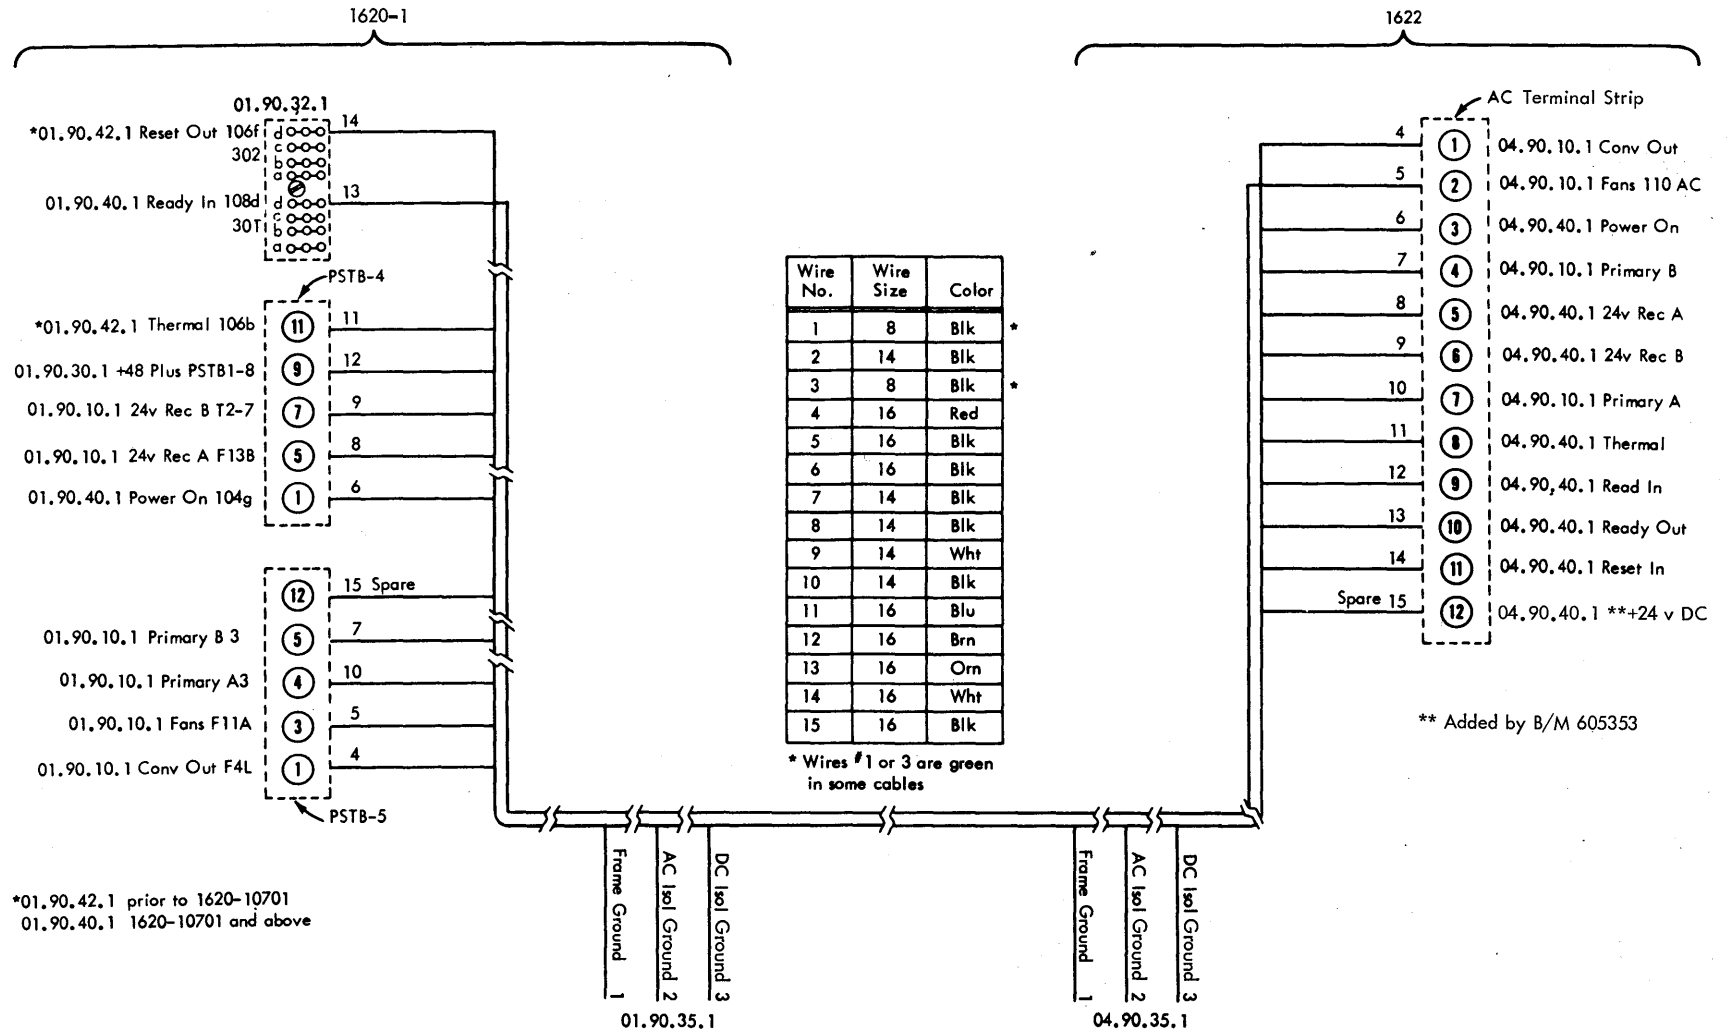 1620-1
01.90.32.1
*01.90.42.1 Reset Out 106f
d
14
c
302
b
a
01.90.40.1 Ready In 108d
d
13
c
30T
b
a
PSTB-4
*01.90.42.1 Thermal 106b
11
11
01.90.30.1 +48 Plus PSTB1-8
9
12
01.90.10.1 24v Rec B T2-7
7
9
01.90.10.1 24v Rec A F13B
5
8
01.90.40.1 Power On 104g
1
6
12
15 Spare
01.90.10.1 Primary B 3
5
7
01.90.10.1 Primary A3
4
10
01.90.10.1 Fans F11A
3
5
01.90.10.1 Conv Out F4L
1
4
PSTB-5
*01.90.42.1 prior to 1620-10701
01.90.40.1 1620-10701 and above
Wire No. Wire Size Color
1 8 Blk *
2 14 Blk
3 8 Blk *
4 16 Red
5 16 Blk
6 16 Blk
7 14 Blk
8 14 Blk
9 14 Wht
10 14 Blk
11 16 Blu
12 16 Brn
13 16 Orn
14 16 Wht
15 16 Blk
* Wires #1 or 3 are green
in some cables
Frame Ground 1
AC Isol Ground 2
DC Isol Ground 3
01.90.35.1
1622
AC Terminal Strip
4 1 04.90.10.1 Conv Out
5 2 04.90.10.1 Fans 110 AC
6 3 04.90.40.1 Power On
7 4 04.90.10.1 Primary B
8 5 04.90.40.1 24v Rec A
9 6 04.90.40.1 24v Rec B
10 7 04.90.10.1 Primary A
11 8 04.90.40.1 Thermal
12 9 04.90.40.1 Read In
13 10 04.90.40.1 Ready Out
14 11 04.90.40.1 Reset In
Spare 15 12 04.90.40.1 **+24 v DC
** Added by B/M 605353
Frame Ground 1
AC Isol Ground 2
DC Isol Ground 3
04.90.35.1